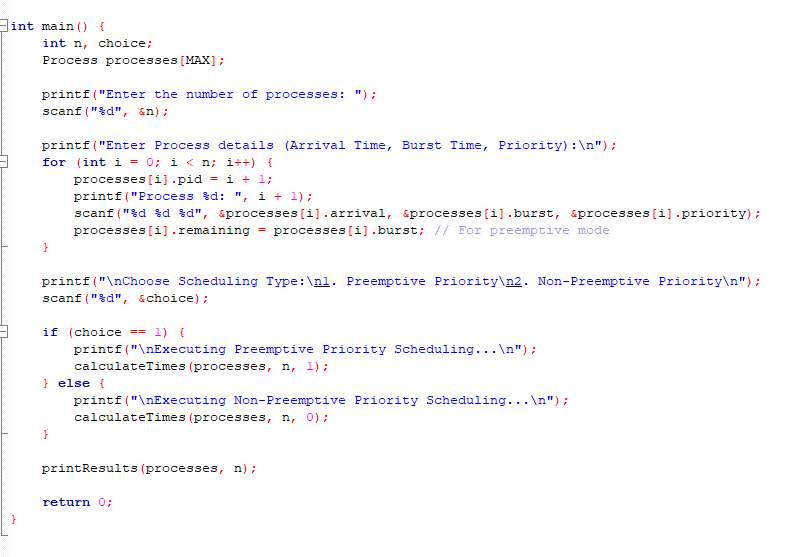 int main() {
    int n, choice;
    Process processes[MAX];
    printf("Enter the number of processes: ");
    scanf("%d", &n);
    printf("Enter Process details (Arrival Time, Burst Time, Priority):\n");
    for (int i = 0; i < n; i++) {
        processes[i].pid = i + 1;
        printf("Process %d: ", i + 1);
        scanf("%d %d %d", &processes[i].arrival, &processes[i].burst, &processes[i].priority);
        processes[i].remaining = processes[i].burst; // For preemptive mode
    }
    printf("\nChoose Scheduling Type:\n1. Preemptive Priority\n2. Non-Preemptive Priority\n");
    scanf("%d", &choice);
    if (choice == 1) {
        printf("\nExecuting Preemptive Priority Scheduling...\n");
        calculateTimes(processes, n, 1);
    } else {
        printf("\nExecuting Non-Preemptive Priority Scheduling...\n");
        calculateTimes(processes, n, 0);
    }
    printResults(processes, n);
    return 0;
}